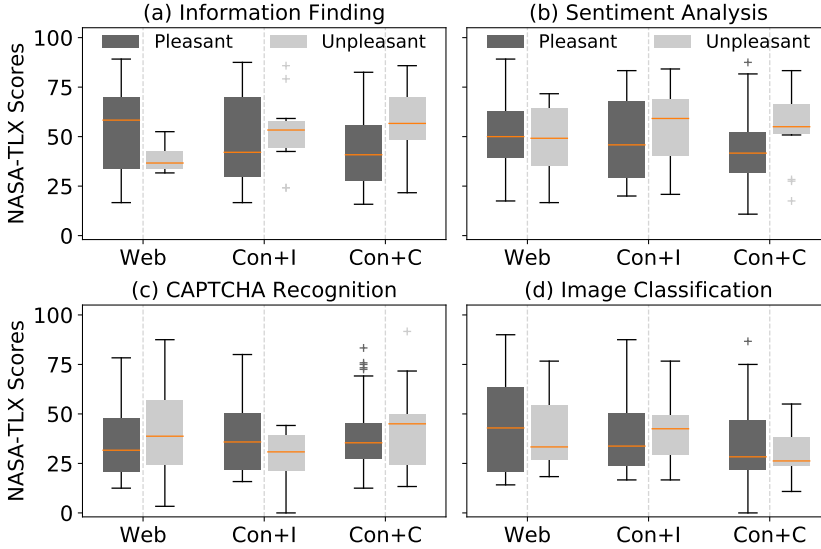 (a) Information Finding
(b) Sentiment Analysis
NASA-TLX Scores
100
75
50
25
0
Pleasant
Unpleasant
Pleasant
Unpleasant
Web
Con+I
Con+C
Web
Con+I
Con+C
(c) CAPTCHA Recognition
(d) Image Classification
NASA-TLX Scores
100
75
50
25
0
Web
Con+I
Con+C
Web
Con+I
Con+C